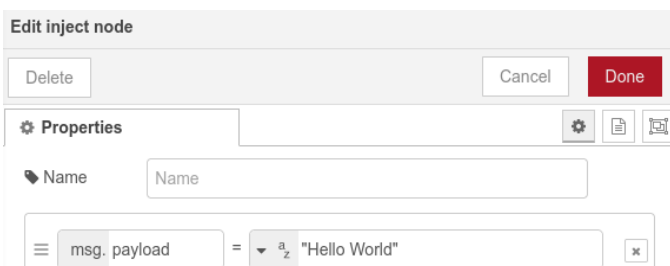 Edit inject node
Delete Cancel Done
Properties
Name Name
msg. payload = a z "Hello World" x